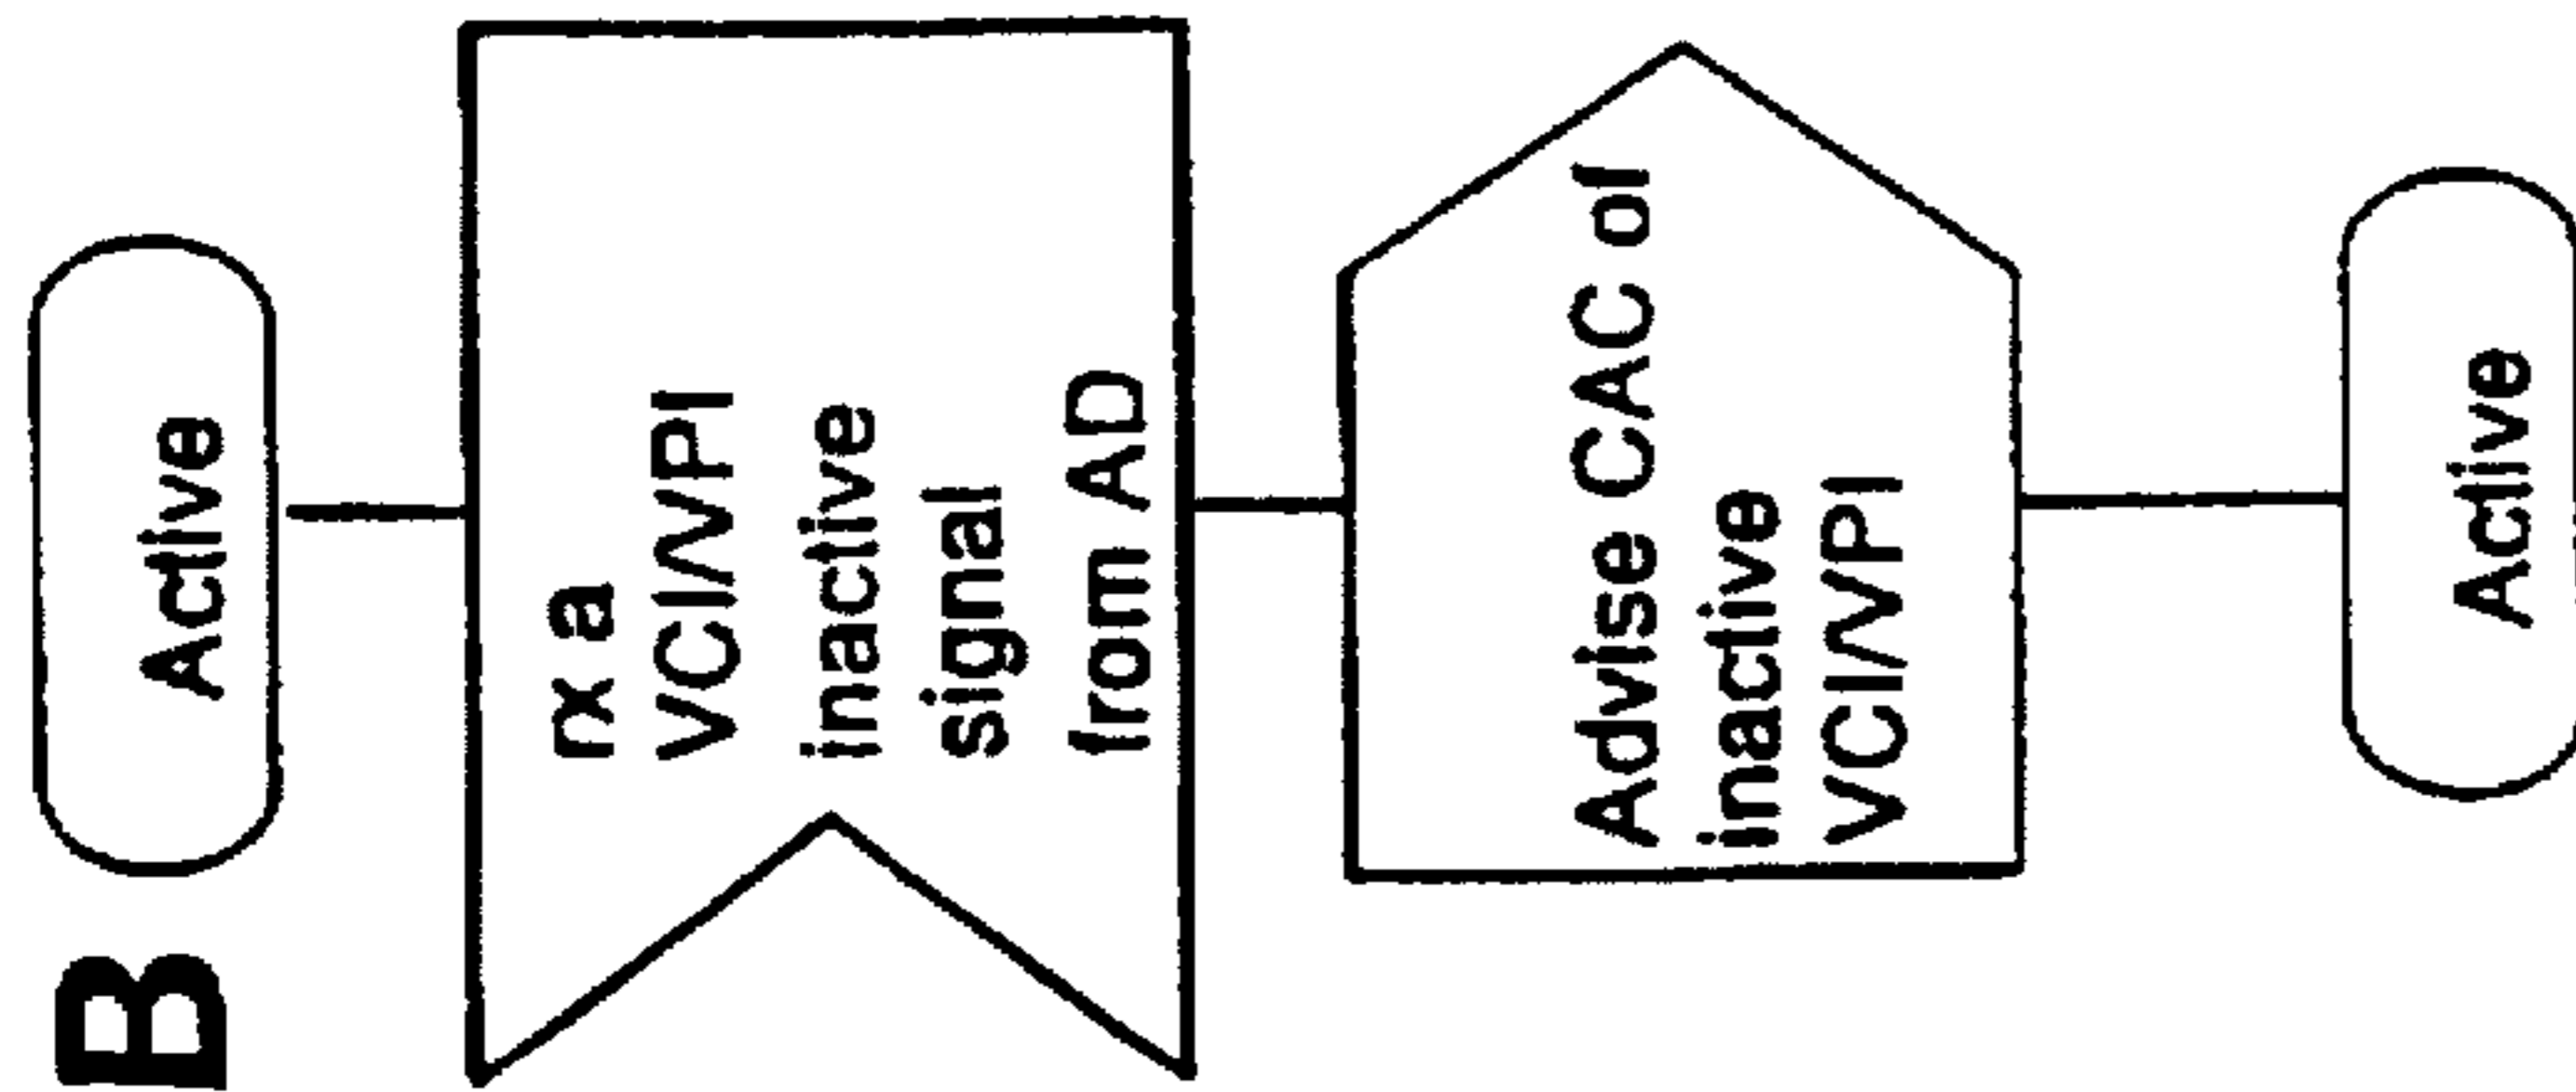 B
Active
rx a
VCI/VPI
inactive
signal
from AD
Advise CAC of
inactive
VCI/VPI
Active